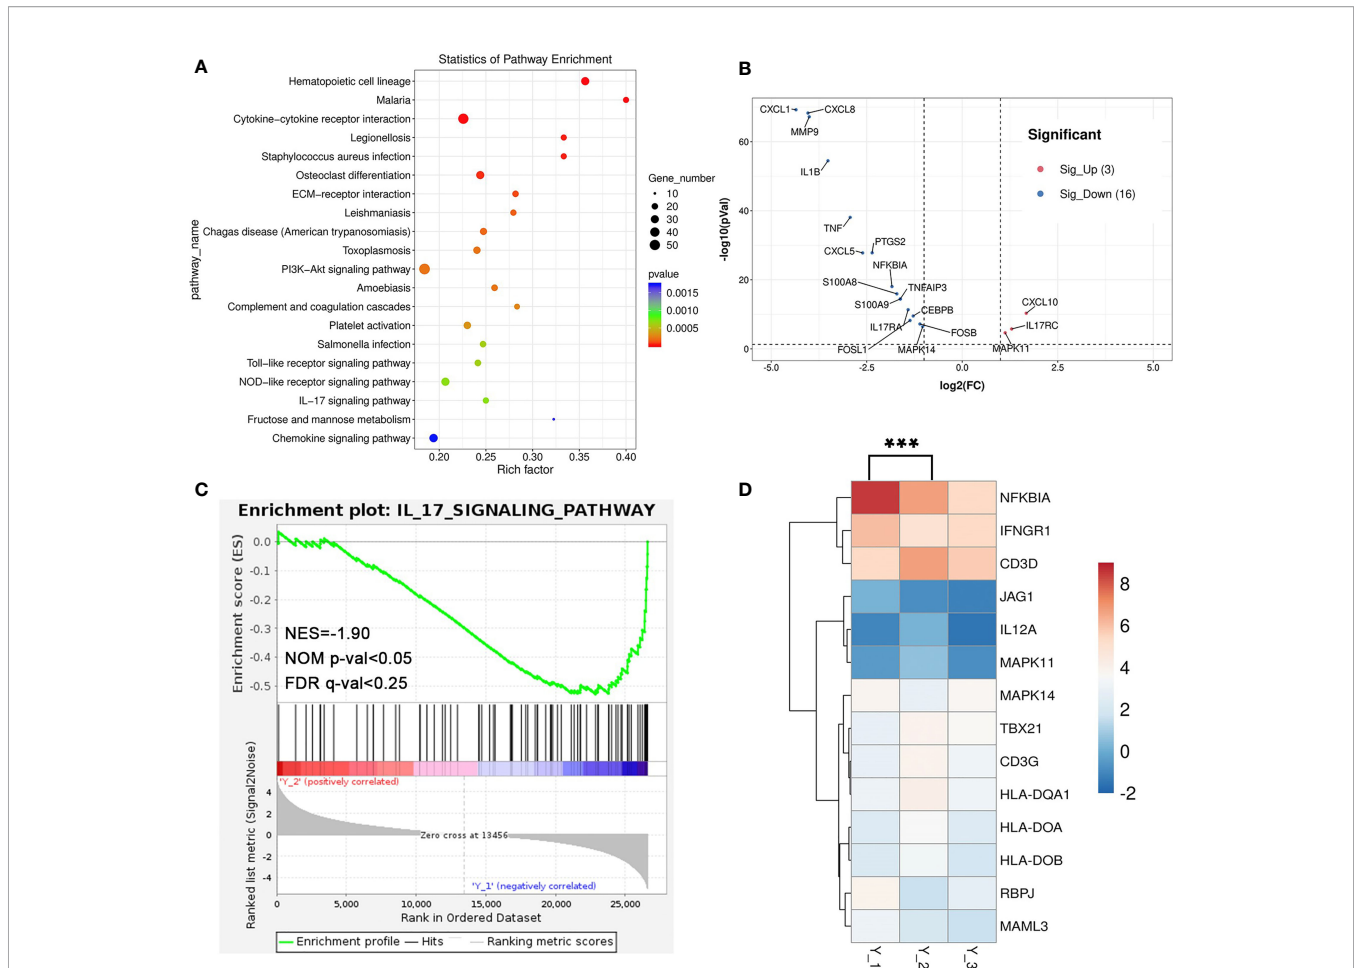 A
Statistics of Pathway Enrichment
pathway_name
Hematopoietic cell lineage
Malaria
Cytokine−cytokine receptor interaction
Legionellosis
Staphylococcus aureus infection
Osteoclast differentiation
ECM−receptor interaction
Leishmaniasis
Chagas disease (American trypanosomiasis)
Toxoplasmosis
PI3K−Akt signaling pathway
Amoebiasis
Complement and coagulation cascades
Platelet activation
Salmonella infection
Toll−like receptor signaling pathway
NOD−like receptor signaling pathway
IL−17 signaling pathway
Fructose and mannose metabolism
Chemokine signaling pathway
0.20 0.25 0.30 0.35 0.40
Rich factor
Gene_number
10
20
30
40
50
pvalue
0.0015
0.0010
0.0005
B
-log10(pVal)
60
40
20
0
CXCL1
CXCL8
MMP9
IL1B
TNF
CXCL5
PTGS2
NFKBIA
S100A8
TNFAIP3
S100A9
CEBPB
IL17RA
FOSB
FOSL1
MAPK14
CXCL10
IL17RC
MAPK11
Significant
Sig_Up (3)
Sig_Down (16)
-5.0 -2.5 0.0 2.5 5.0
log2(FC)
C
Enrichment plot: IL_17_SIGNALING_PATHWAY
Enrichment score (ES)
0.0
-0.1
-0.2
-0.3
-0.4
-0.5
NES=-1.90
NOM p-val<0.05
FDR q-val<0.25
Ranked list metric (Signal2Noise)
'Y_2' (positively correlated)
4
2
0
-2
-4
Zero cross at 13456
'Y_1' (negatively correlated)
0 5,000 10,000 15,000 20,000 25,000
Rank in Ordered Dataset
Enrichment profile Hits Ranking metric scores
D
***
NFKBIA
IFNGR1
CD3D
JAG1
IL12A
MAPK11
MAPK14
TBX21
CD3G
HLA-DQA1
HLA-DOA
HLA-DOB
RBPJ
MAML3
Y_1 Y_2 Y_3
8
6
4
2
0
-2